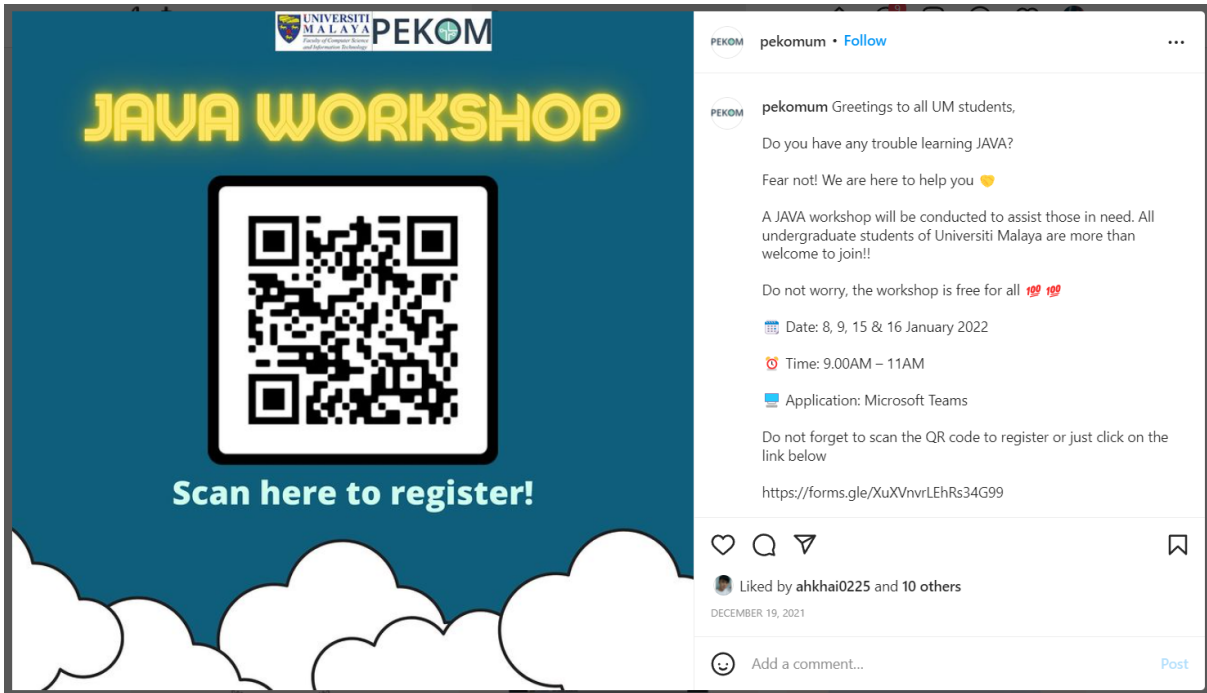 UNIVERSITI
MALAYA
Faculty of Computer Science
and Information Technology
PEKOM
JAVA WORKSHOP
Scan here to register!
PEKOM
pekomum • Follow
PEKOM
pekomum Greetings to all UM students,
Do you have any trouble learning JAVA?
Fear not! We are here to help you 🤝
A JAVA workshop will be conducted to assist those in need. All
undergraduate students of Universiti Malaya are more than
welcome to join!!
Do not worry, the workshop is free for all 💯 💯
🗓️ Date: 8, 9, 15 & 16 January 2022
⏰ Time: 9.00AM – 11AM
🖥️ Application: Microsoft Teams
Do not forget to scan the QR code to register or just click on the
link below
https://forms.gle/XuXVnvrLEhRs34G99
Liked by ahkhai0225 and 10 others
DECEMBER 19, 2021
Add a comment...
Post